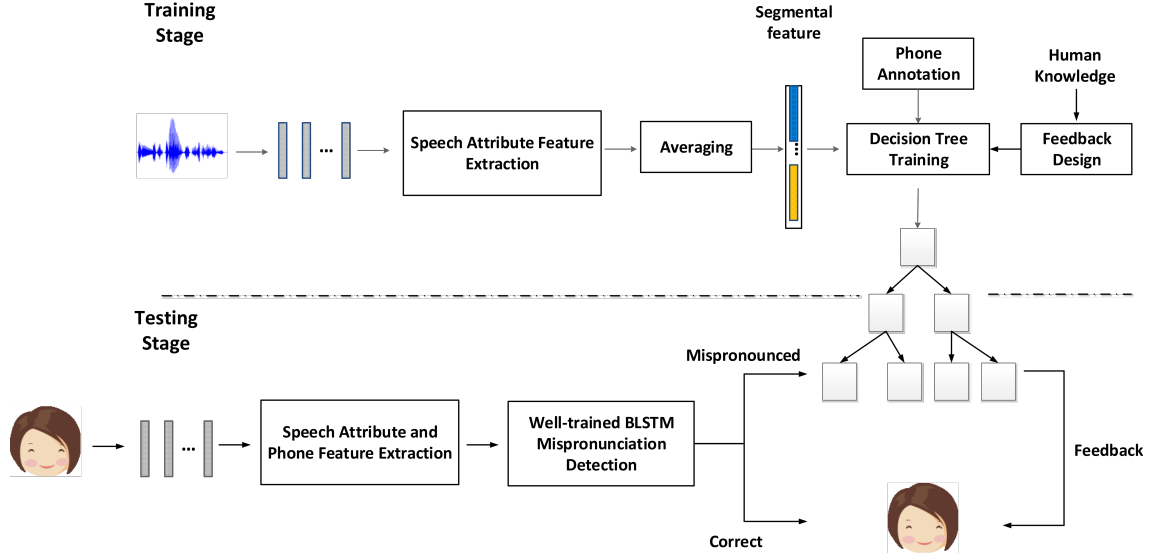 Training
Stage
Segmental
feature
Phone
Annotation
Human
Knowledge
Speech Attribute Feature
Extraction
Averaging
Decision Tree
Training
Feedback
Design
Testing
Stage
Mispronounced
Speech Attribute and
Phone Feature Extraction
Well-trained BLSTM
Mispronunciation
Detection
Feedback
Correct